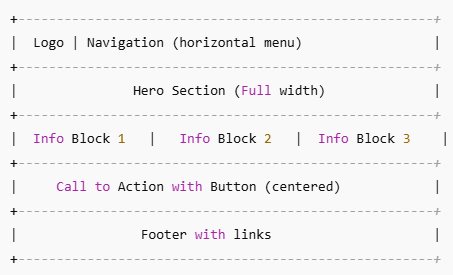 +------------------------------------------------------+
|  Logo | Navigation (horizontal menu)                 |
+------------------------------------------------------+
|               Hero Section (Full width)              |
+------------------------------------------------------+
|  Info Block 1   |   Info Block 2   |  Info Block 3    |
+------------------------------------------------------+
|     Call to Action with Button (centered)            |
+------------------------------------------------------+
|                Footer with links                     |
+------------------------------------------------------+